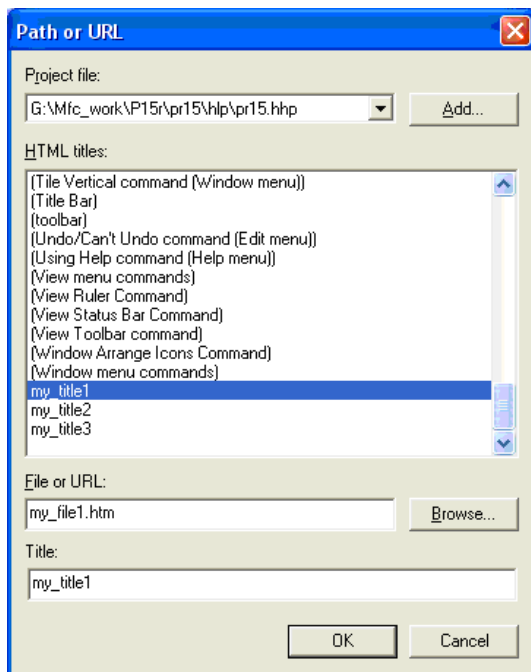 Path or URL
Project file:
G:\Mfc_work\P15r\pr15\hlp\pr15.hhp
Add...
HTML titles:
(Tile Vertical command (Window menu))
(Title Bar)
(toolbar)
(Undo/Can't Undo command (Edit menu))
(Using Help command (Help menu))
(View menu commands)
(View Ruler Command)
(View Status Bar Command)
(View Toolbar command)
(Window Arrange Icons Command)
(Window menu commands)
my_title1
my_title2
my_title3
File or URL:
my_file1.htm
Browse...
Title:
my_title1
OK
Cancel